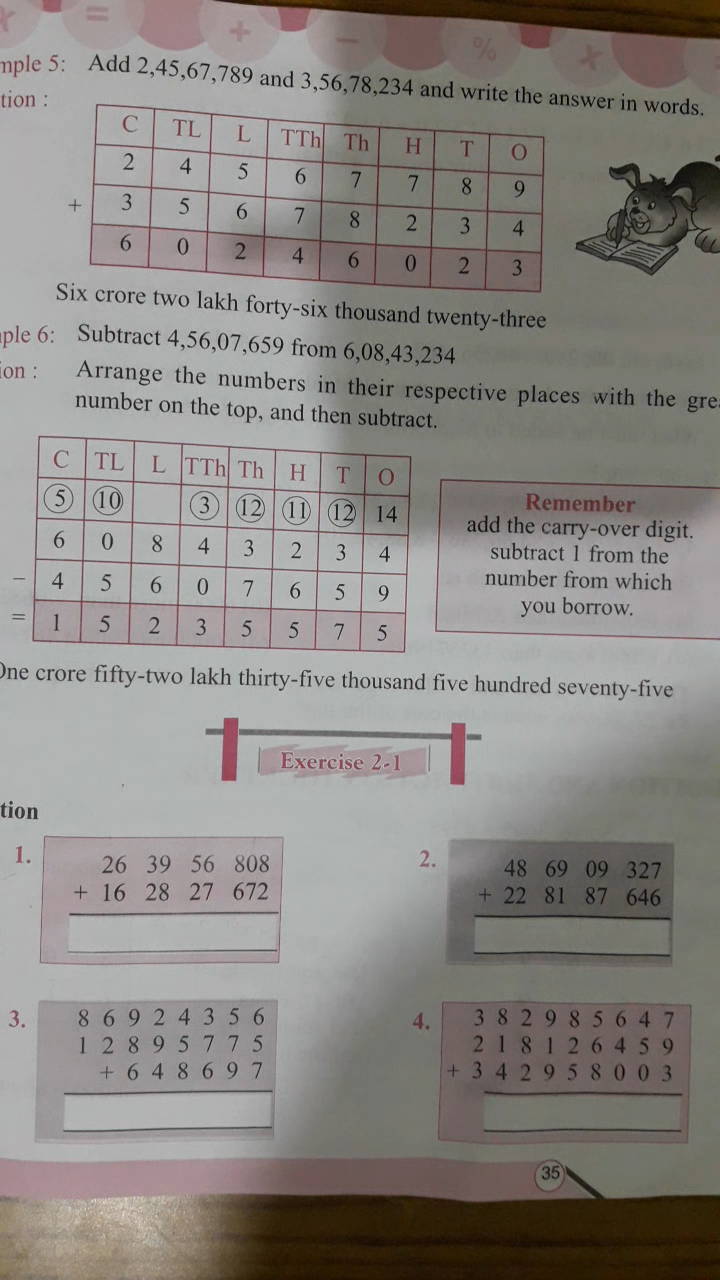 mple 5: Add 2,45,67,789 and 3,56,78,234 and write the answer in words.
tion :
C TL L TTh Th H T O
2 4 5 6 7 7 8 9
+ 3 5 6 7 8 2 3 4
6 0 2 4 6 0 2 3
Six crore two lakh forty-six thousand twenty-three
ple 6: Subtract 4,56,07,659 from 6,08,43,234
ion : Arrange the numbers in their respective places with the grea
number on the top, and then subtract.
C TL L TTh Th H T O
5 10 3 12 11 12 14
6 0 8 4 3 2 3 4
− 4 5 6 0 7 6 5 9
= 1 5 2 3 5 5 7 5
Remember
add the carry-over digit.
subtract 1 from the
number from which
you borrow.
One crore fifty-two lakh thirty-five thousand five hundred seventy-five
Exercise 2-1
tion
1. 26 39 56 808
+ 16 28 27 672
2. 48 69 09 327
+ 22 81 87 646
3. 8 6 9 2 4 3 5 6
1 2 8 9 5 7 7 5
+ 6 4 8 6 9 7
4. 3 8 2 9 8 5 6 4 7
2 1 8 1 2 6 4 5 9
+ 3 4 2 9 5 8 0 0 3
35